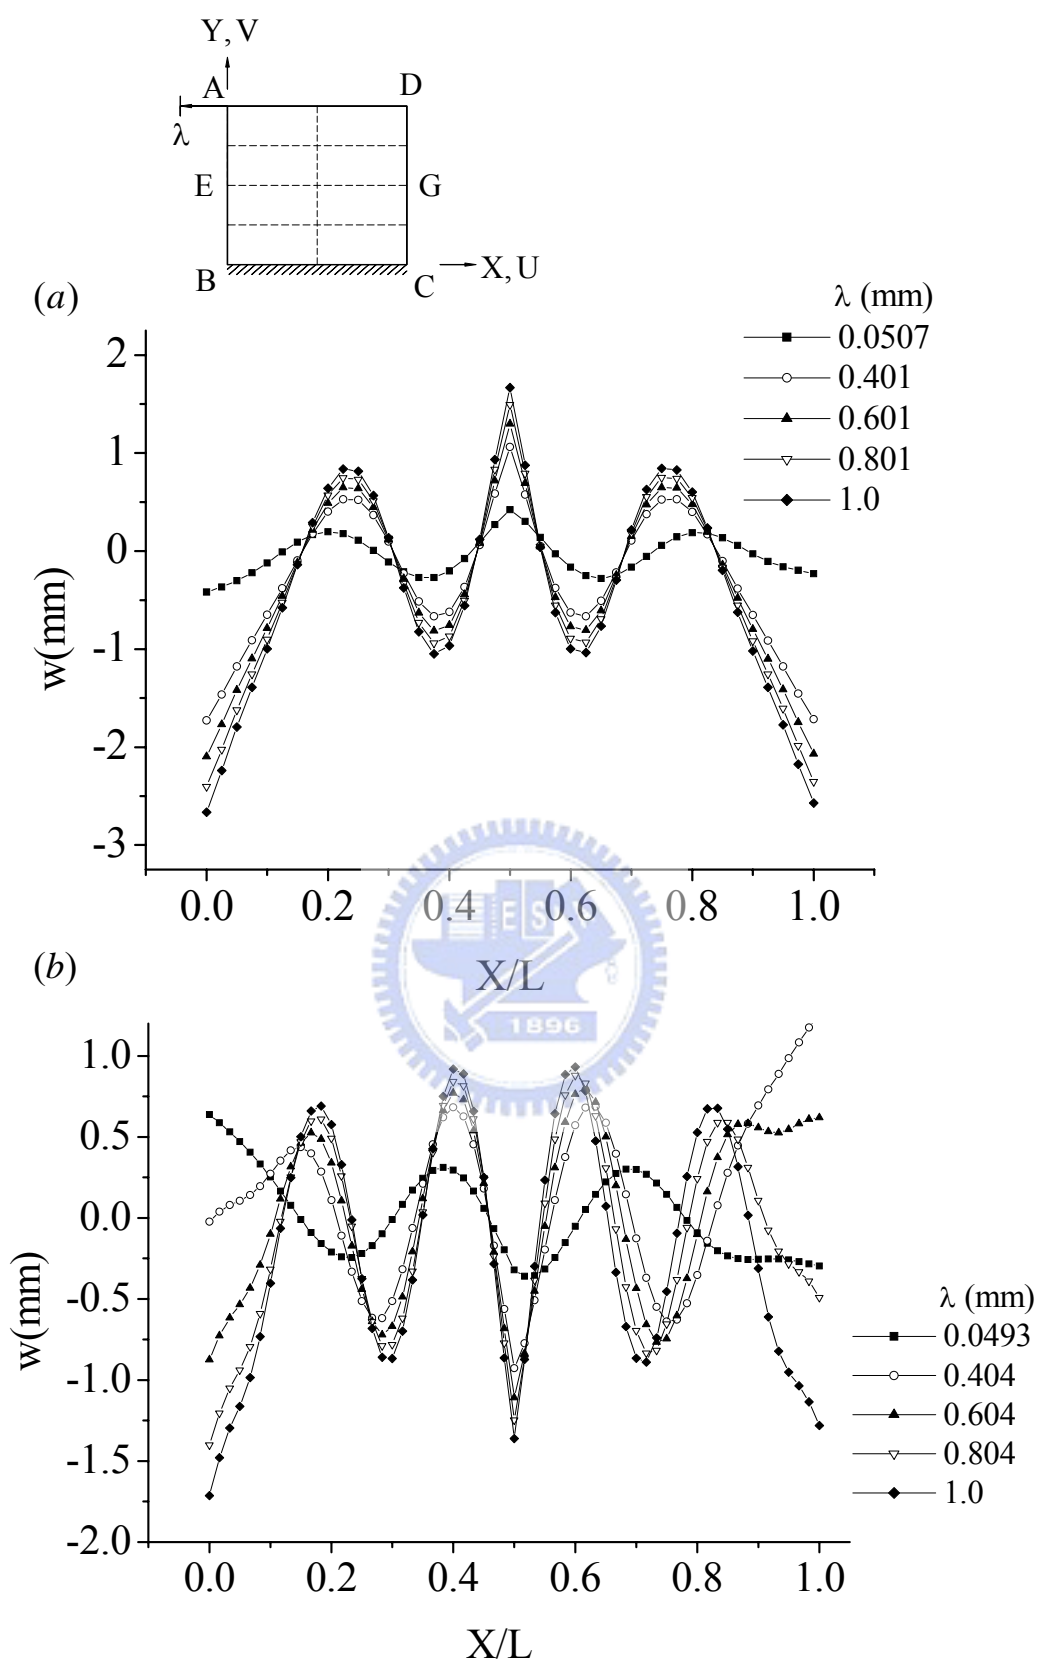 Y, V
A
D
λ
E
G
B
C
X, U
(a)
λ (mm)
0.0507
0.401
0.601
0.801
1.0
2
1
0
-1
-2
-3
w(mm)
0.0
0.2
0.4
0.6
0.8
1.0
X/L
ES
1896
(b)
1.0
0.5
0.0
-0.5
-1.0
-1.5
-2.0
w(mm)
λ (mm)
0.0493
0.404
0.604
0.804
1.0
0.0
0.2
0.4
0.6
0.8
1.0
X/L